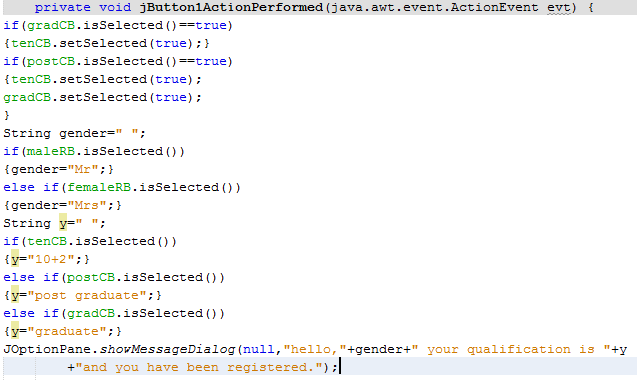 private void jButton1ActionPerformed(java.awt.event.ActionEvent evt) {
if(gradCB.isSelected()==true)
{tenCB.setSelected(true);}
if(postCB.isSelected()==true)
{tenCB.setSelected(true);
gradCB.setSelected(true);
}
String gender=" ";
if(maleRB.isSelected())
{gender="Mr";}
else if(femaleRB.isSelected())
{gender="Mrs";}
String y=" ";
if(tenCB.isSelected())
{y="10+2";}
else if(postCB.isSelected())
{y="post graduate";}
else if(gradCB.isSelected())
{y="graduate";}
JOptionPane.showMessageDialog(null,"hello,"+gender+" your qualification is "+y
+"and you have been registered.");